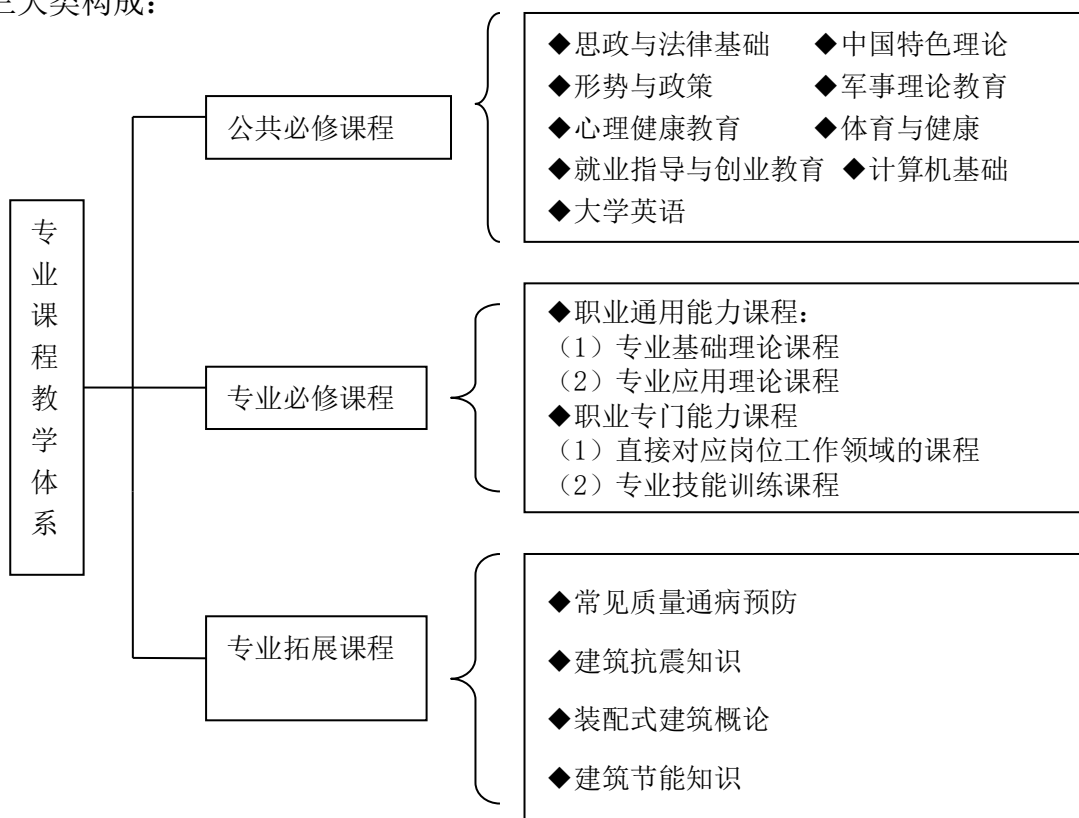 三大类构成：
专业课程教学体系
公共必修课程
◆思政与法律基础 ◆中国特色理论
◆形势与政策 ◆军事理论教育
◆心理健康教育 ◆体育与健康
◆就业指导与创业教育 ◆计算机基础
◆大学英语
专业必修课程
◆职业通用能力课程：
（1）专业基础理论课程
（2）专业应用理论课程
◆职业专门能力课程
（1）直接对应岗位工作领域的课程
（2）专业技能训练课程
专业拓展课程
◆常见质量通病预防
◆建筑抗震知识
◆装配式建筑概论
◆建筑节能知识